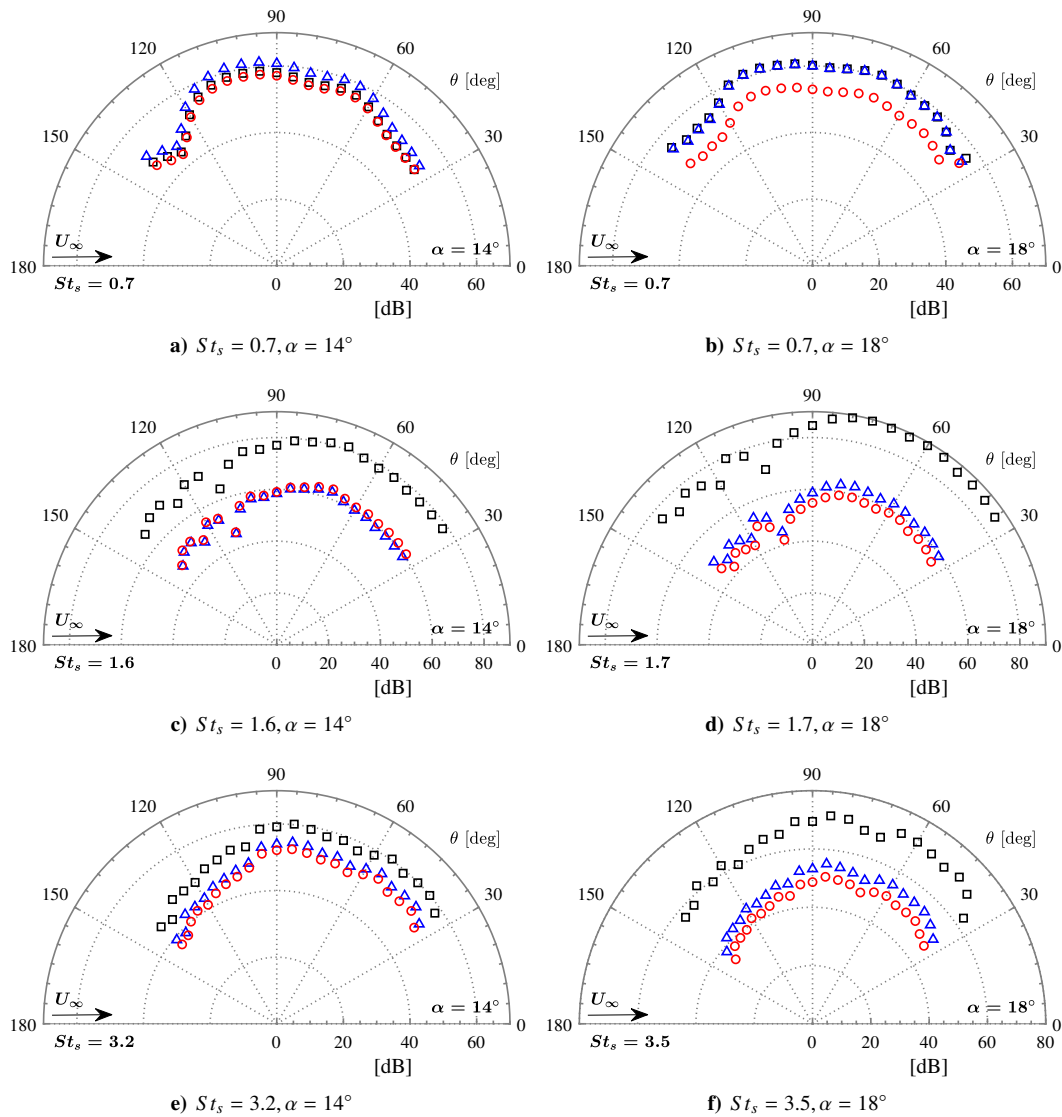 90
120
60
θ [deg]
150
30
U∞
α = 14°
180
0
St_s = 0.7
0 20 40 60
[dB]
a) St_s = 0.7, α = 14°
90
120
60
θ [deg]
150
30
U∞
α = 18°
180
0
St_s = 0.7
0 20 40 60
[dB]
b) St_s = 0.7, α = 18°
90
120
60
θ [deg]
150
30
U∞
α = 14°
180
0
St_s = 1.6
0 20 40 60 80
[dB]
c) St_s = 1.6, α = 14°
90
120
60
θ [deg]
150
30
U∞
α = 18°
180
0
St_s = 1.7
0 20 40 60 80
[dB]
d) St_s = 1.7, α = 18°
90
120
60
θ [deg]
150
30
U∞
α = 14°
180
0
St_s = 3.2
0 20 40 60
[dB]
e) St_s = 3.2, α = 14°
90
120
60
θ [deg]
150
30
U∞
α = 18°
180
0
St_s = 3.5
0 20 40 60 80
[dB]
f) St_s = 3.5, α = 18°